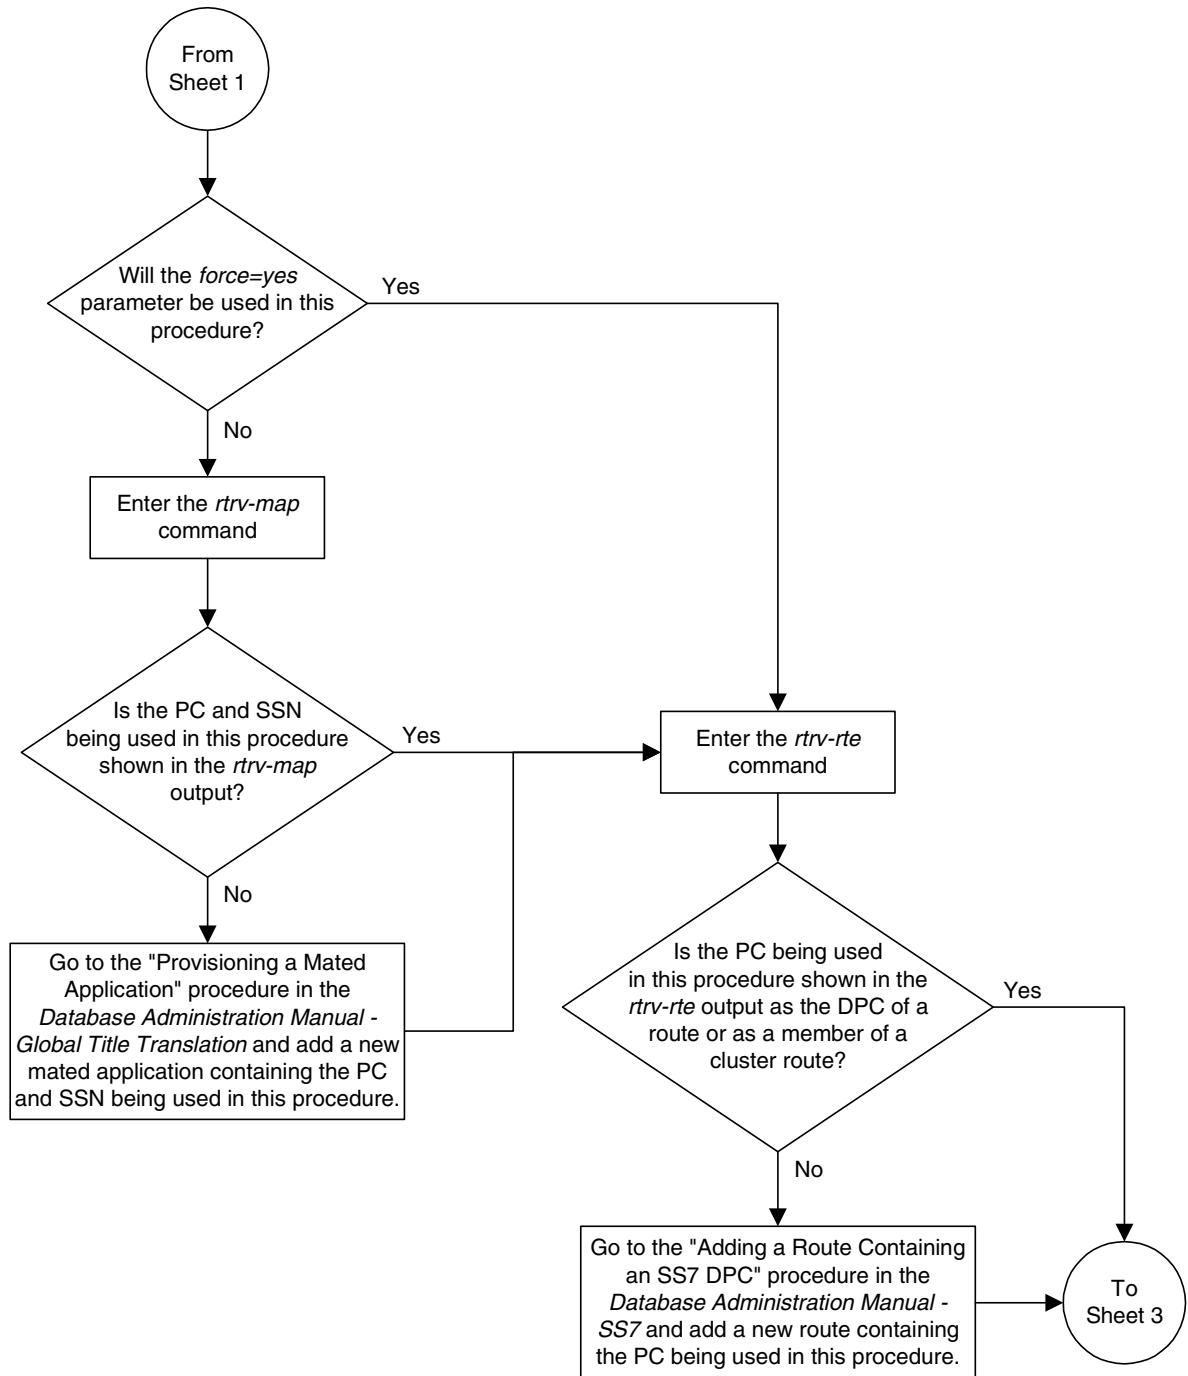 From
Sheet 1
Will the force=yes
parameter be used in this
procedure?
Yes
No
Enter the rtrv-map
command
Is the PC and SSN
being used in this procedure
shown in the rtrv-map
output?
Yes
No
Go to the "Provisioning a Mated
Application" procedure in the
Database Administration Manual -
Global Title Translation and add a new
mated application containing the PC
and SSN being used in this procedure.
Enter the rtrv-rte
command
Is the PC being used
in this procedure shown in the
rtrv-rte output as the DPC of a
route or as a member of a
cluster route?
Yes
No
Go to the "Adding a Route Containing
an SS7 DPC" procedure in the
Database Administration Manual -
SS7 and add a new route containing
the PC being used in this procedure.
To
Sheet 3